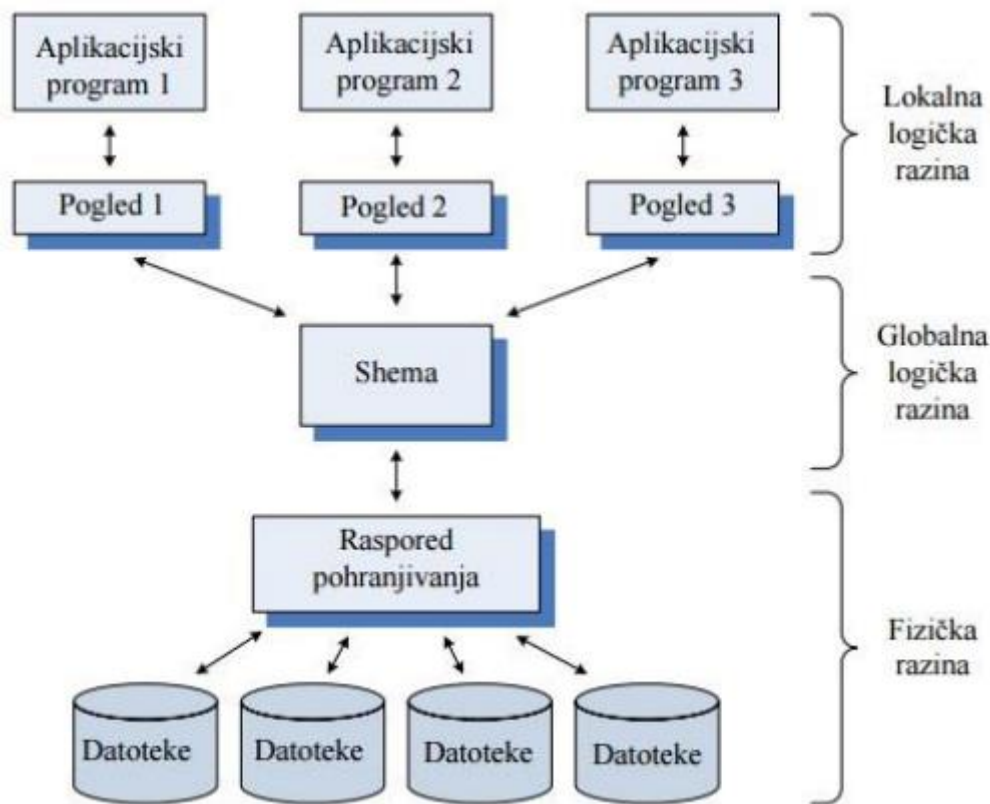 Aplikacijski
program 1
Aplikacijski
program 2
Aplikacijski
program 3
Pogled 1
Pogled 2
Pogled 3
Lokalna
logička
razina
Shema
Globalna
logička
razina
Raspored
pohranjivanja
Datoteke
Datoteke
Datoteke
Datoteke
Fizička
razina